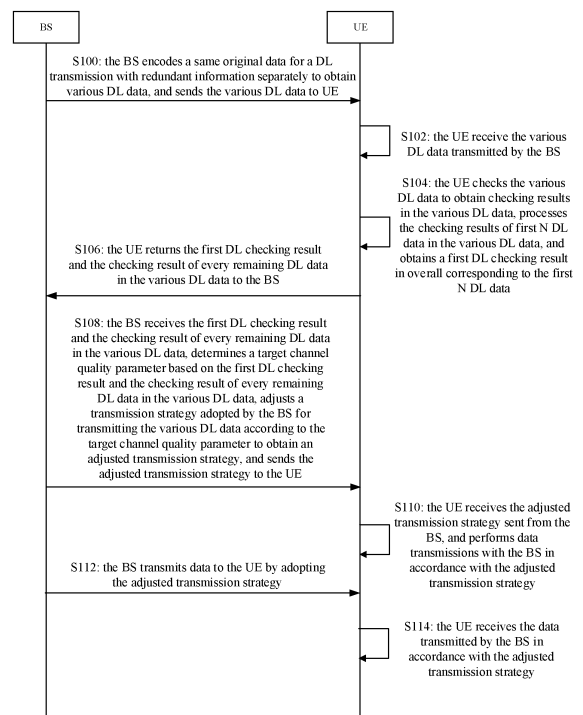 BS
UE
S100: the BS encodes a same original data for a DL
transmission with redundant information separately to obtain
various DL data, and sends the various DL data to UE
S102: the UE receive the various
DL data transmitted by the BS
S104: the UE checks the various
DL data to obtain checking results
in the various DL data, processes
the checking results of first N DL
data in the various DL data, and
obtains a first DL checking result
in overall corresponding to the first
N DL data
S106: the UE returns the first DL checking result
and the checking result of every remaining DL data
in the various DL data to the BS
S108: the BS receives the first DL checking result
and the checking result of every remaining DL data
in the various DL data, determines a target channel
quality parameter based on the first DL checking
result and the checking result of every remaining
DL data in the various DL data, adjusts a
transmission strategy adopted by the BS for
transmitting the various DL data according to the
target channel quality parameter to obtain an
adjusted transmission strategy, and sends the
adjusted transmission strategy to the UE
S110: the UE receives the adjusted
transmission strategy sent from the
BS, and performs data
transmissions with the BS in
accordance with the adjusted
transmission strategy
S112: the BS transmits data to the UE by adopting
the adjusted transmission strategy
S114: the UE receives the data
transmitted by the BS in
accordance with the adjusted
transmission strategy